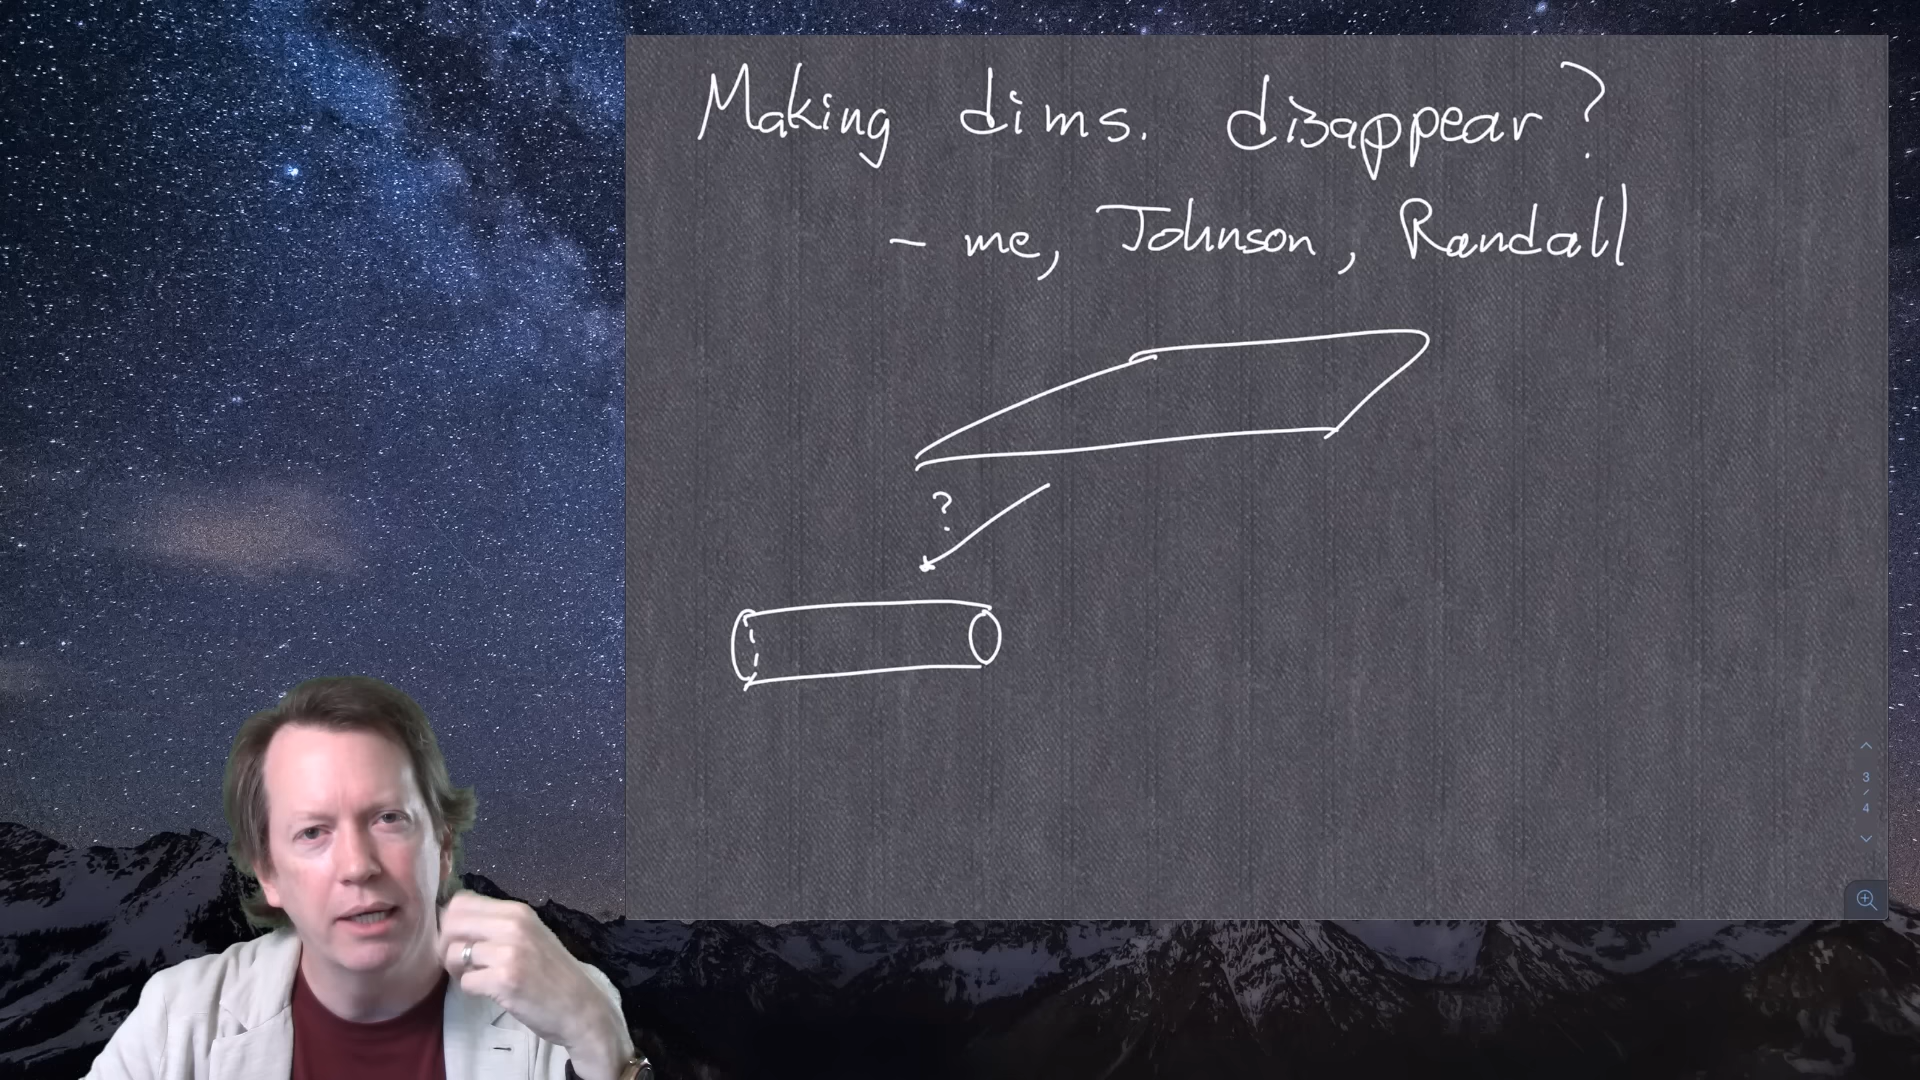 Making dims. disappear?
- me, Johnson, Randall
?
3
/
4